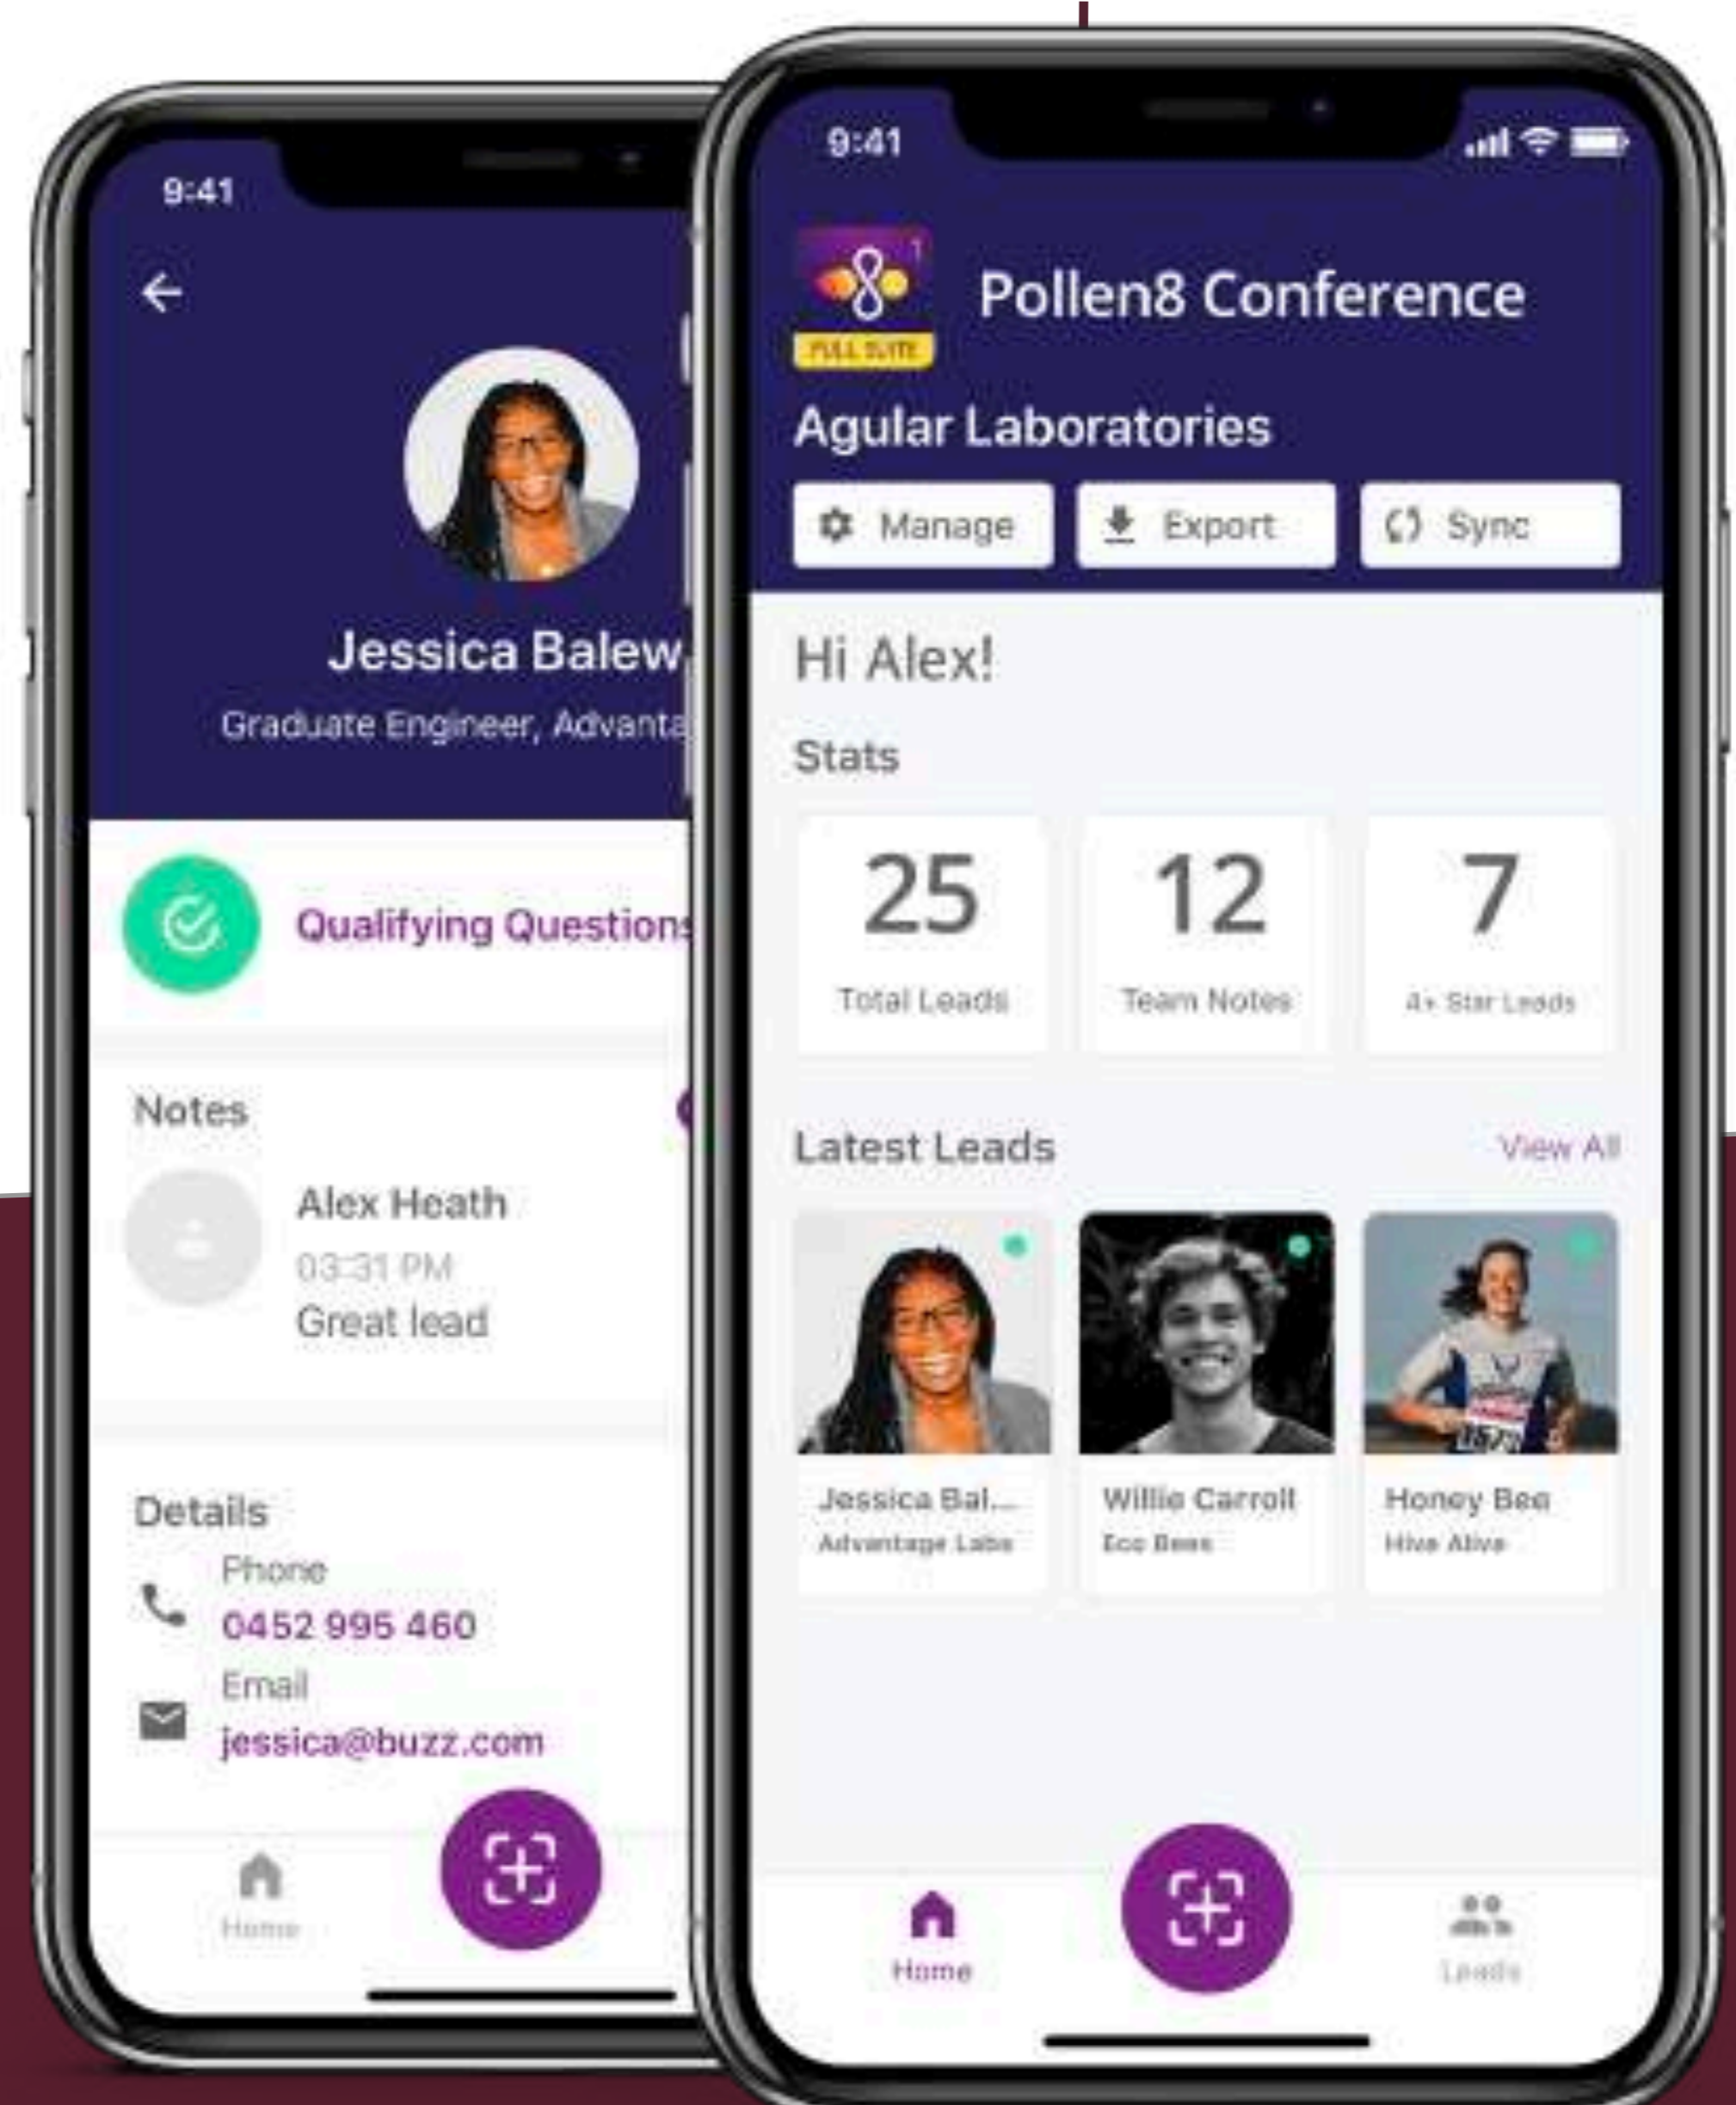 9:41
Jessica Balew
Graduate Engineer, Advanta
Qualifying Questions
Notes
Alex Heath
03:31 PM
Great lead
Details
Phone
0452 995 460
Email
jessica@buzz.com
Home
9:41
1
FULL SUITE
Pollen8 Conference
Agular Laboratories
Manage Export Sync
Hi Alex!
Stats
25 12 7
Total Leads Team Notes 4+ Star Leads
Latest Leads View All
Jessica Bal... Willie Carroll Honey Bee
Advantage Labs Eco Bees Hive Alive
Home Leads